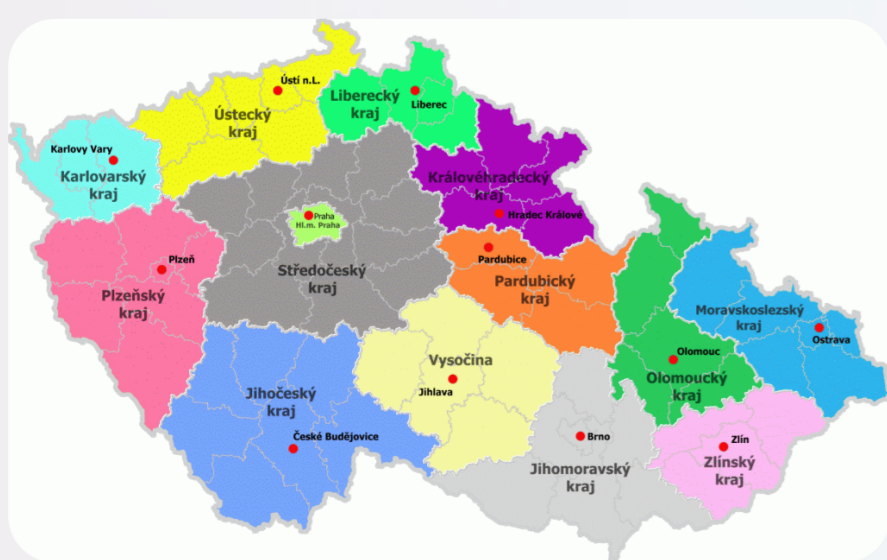 Ústí n.L.
Ústecký
kraj
Liberecký
kraj
Liberec
Karlovy Vary
Karlovarský
kraj
Královéhradecký
kraj
Hradec Králové
Praha
Hl.m. Praha
Středočeský
kraj
Plzeň
Plzeňský
kraj
Pardubice
Pardubický
kraj
Moravskoslezský
kraj
Ostrava
Olomouc
Olomoucký
kraj
Vysočina
Jihlava
Jihočeský
kraj
České Budějovice
Brno
Jihomoravský
kraj
Zlín
Zlínský
kraj